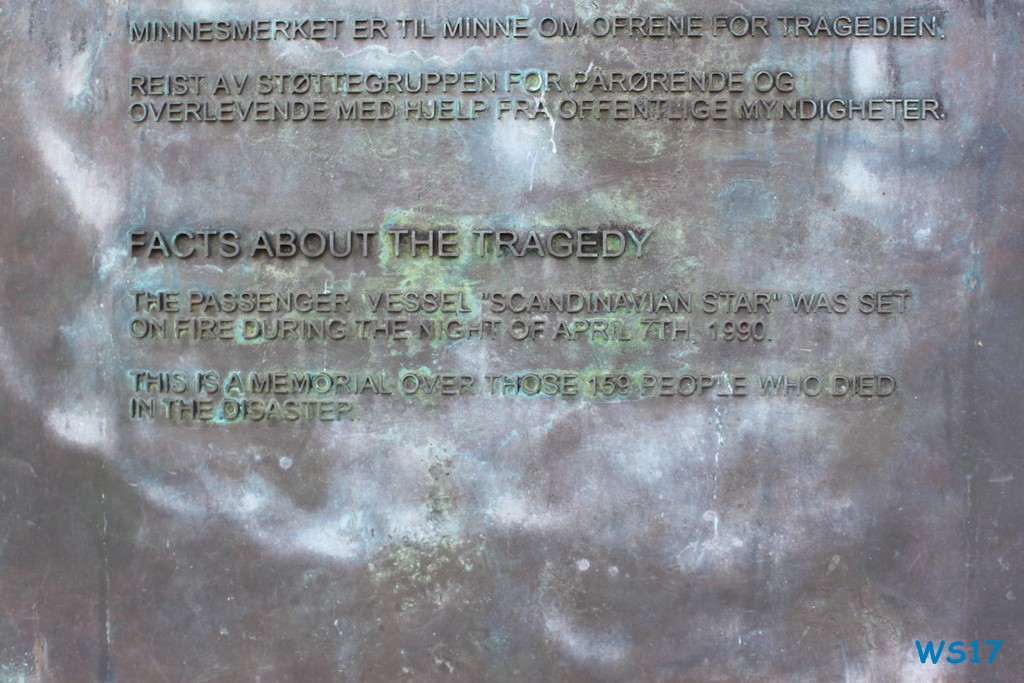 MINNESMERKET ER TIL MINNE OM OFRENE FOR TRAGEDIEN.
REIST AV STØTTEGRUPPEN FOR PÅRØRENDE OG
OVERLEVENDE MED HJELP FRA OFFENTLIGE MYNDIGHETER.
FACTS ABOUT THE TRAGEDY
THE PASSENGER VESSEL "SCANDINAVIAN STAR" WAS SET
ON FIRE DURING THE NIGHT OF APRIL 7TH, 1990.
THIS IS A MEMORIAL OVER THOSE 159 PEOPLE WHO DIED
IN THE DISASTER.
WS17